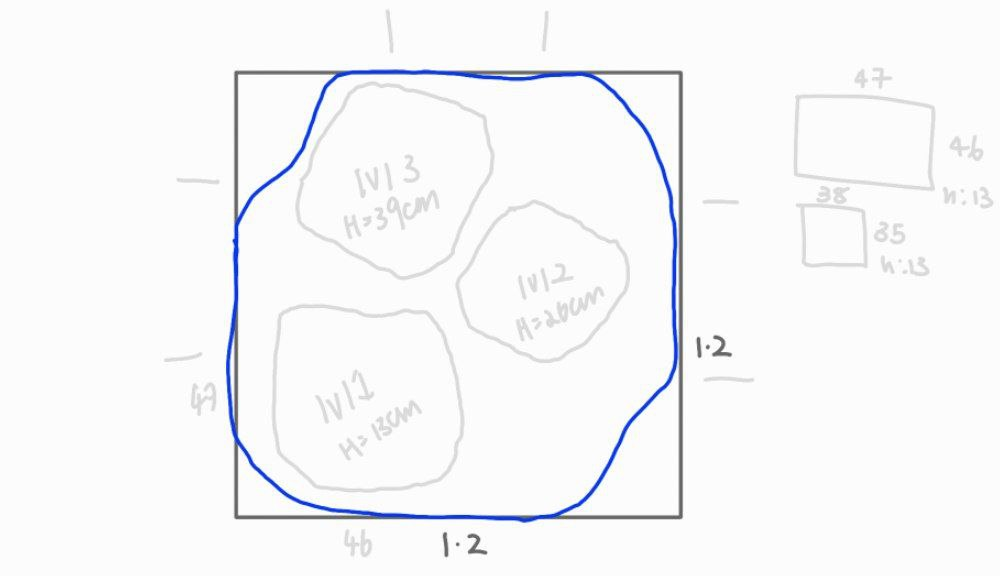 47
46
h:13
38
35
h:13
lvl 3
H=39cm
lvl 2
H=26cm
1.2
47
lvl 1
H=13cm
46
1.2